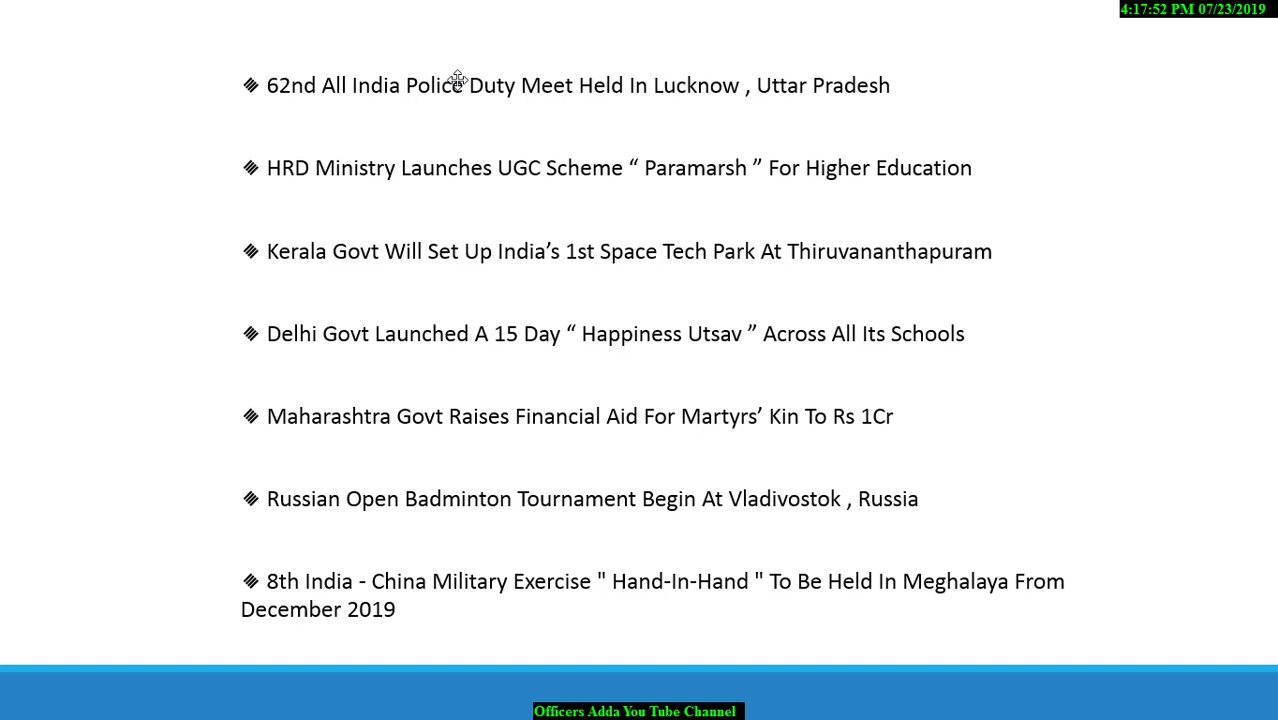 4:17:52 PM 07/23/2019
62nd All India Police Duty Meet Held In Lucknow , Uttar Pradesh
HRD Ministry Launches UGC Scheme “ Paramarsh ” For Higher Education
Kerala Govt Will Set Up India’s 1st Space Tech Park At Thiruvananthapuram
Delhi Govt Launched A 15 Day “ Happiness Utsav ” Across All Its Schools
Maharashtra Govt Raises Financial Aid For Martyrs’ Kin To Rs 1Cr
Russian Open Badminton Tournament Begin At Vladivostok , Russia
8th India - China Military Exercise " Hand-In-Hand " To Be Held In Meghalaya From
December 2019
Officers Adda You Tube Channel